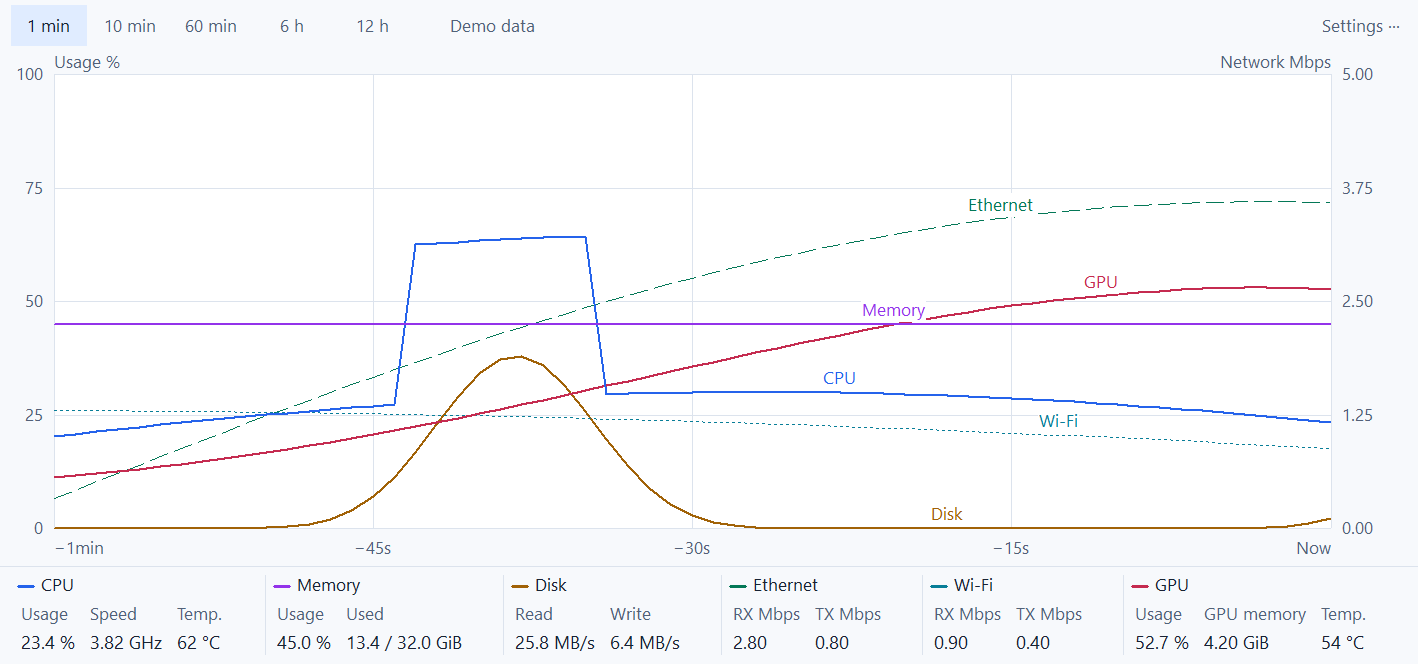 1 min 10 min 60 min 6 h 12 h Demo data Settings ···
Usage % Network Mbps
100 5.00
75 3.75
Ethernet
GPU
50 2.50
Memory
CPU
25 1.25
Wi-Fi
Disk
0 0.00
−1min −45s −30s −15s Now
CPU Memory Disk Ethernet Wi-Fi GPU
Usage Speed Temp. Usage Used Read Write RX Mbps TX Mbps RX Mbps TX Mbps Usage GPU memory Temp.
23.4 % 3.82 GHz 62 °C 45.0 % 13.4 / 32.0 GiB 25.8 MB/s 6.4 MB/s 2.80 0.80 0.90 0.40 52.7 % 4.20 GiB 54 °C